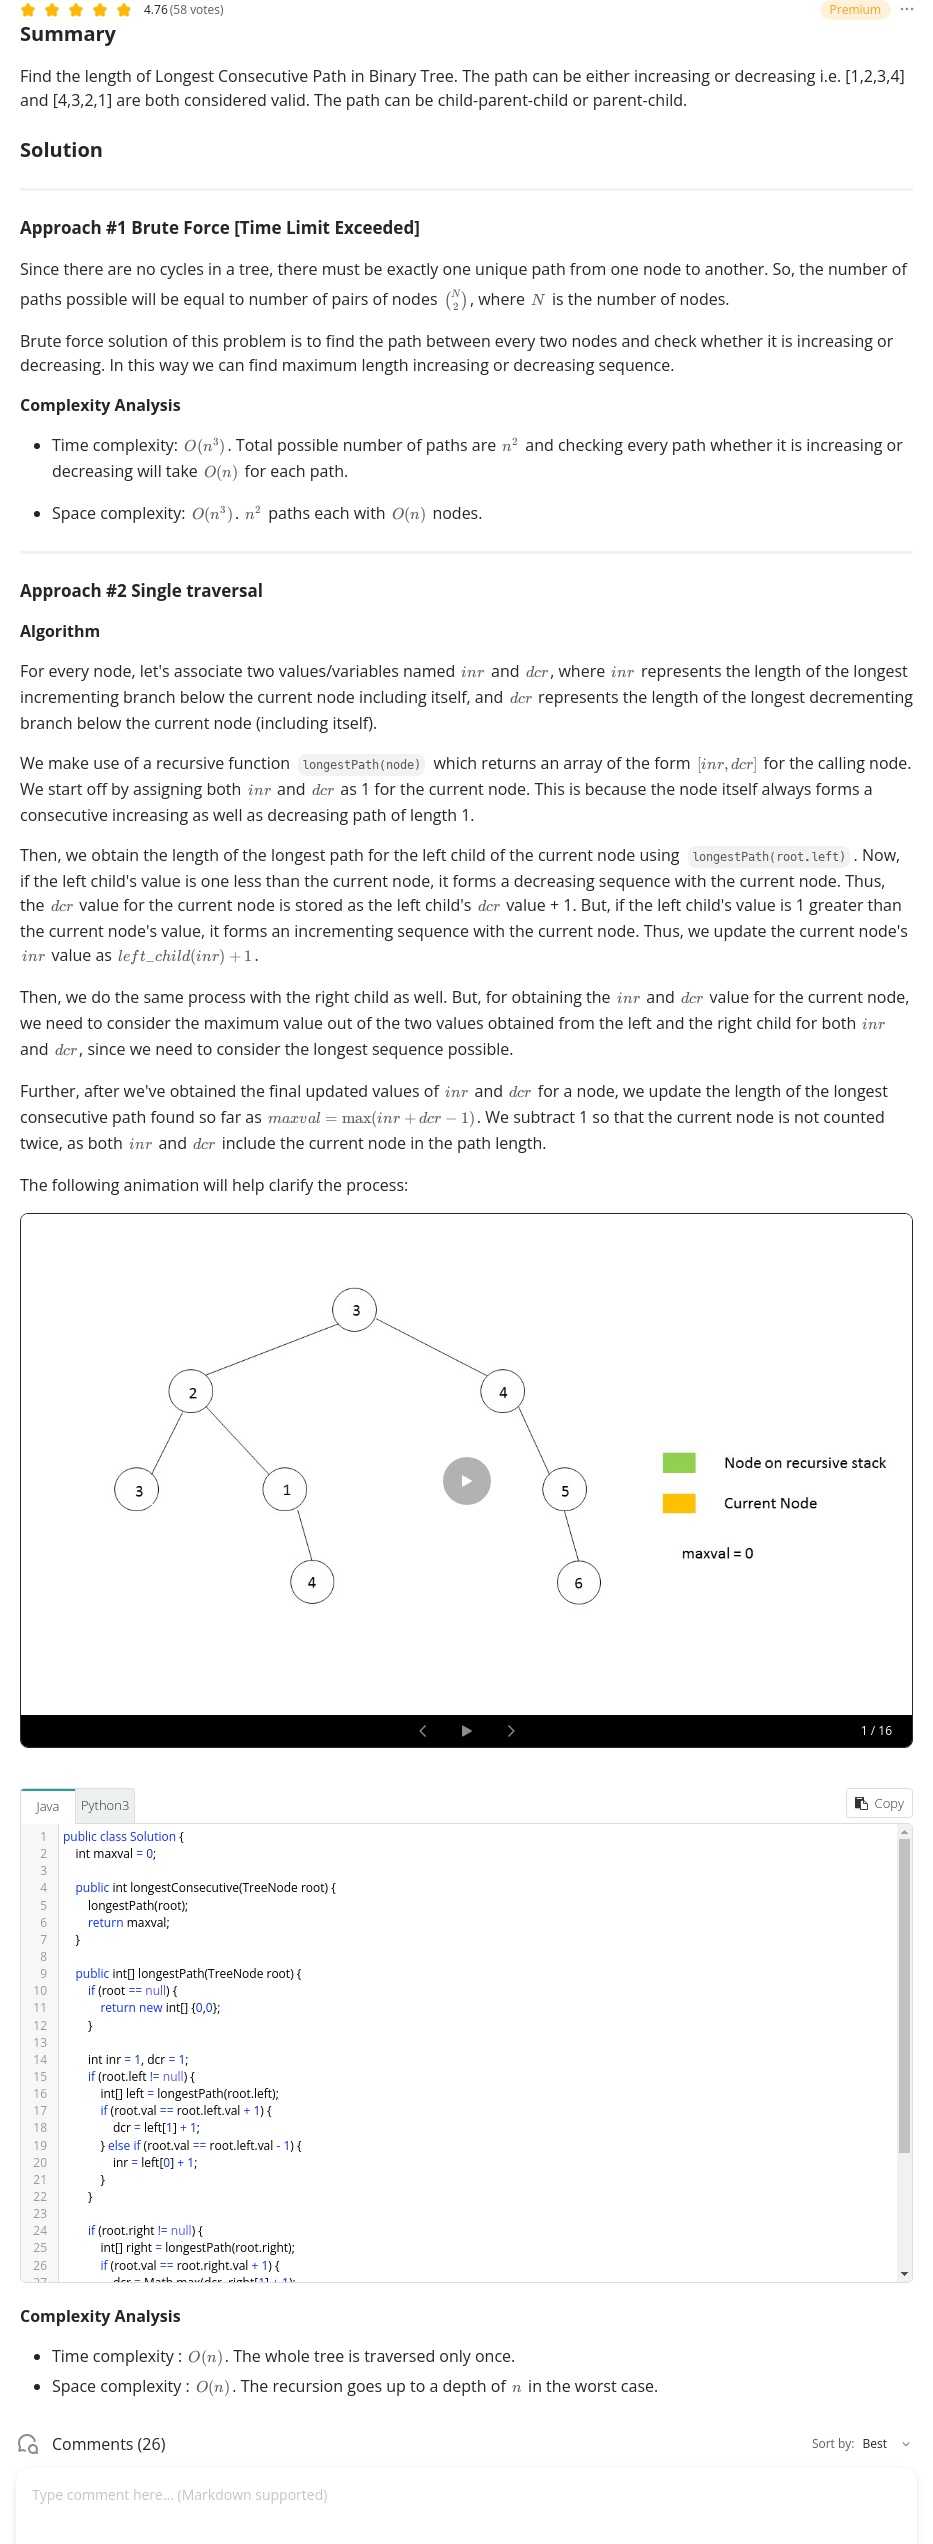 4.76 (58 votes) Premium ...
Summary
Find the length of Longest Consecutive Path in Binary Tree. The path can be either increasing or decreasing i.e. [1,2,3,4]
and [4,3,2,1] are both considered valid. The path can be child-parent-child or parent-child.
Solution
Approach #1 Brute Force [Time Limit Exceeded]
Since there are no cycles in a tree, there must be exactly one unique path from one node to another. So, the number of
paths possible will be equal to number of pairs of nodes (N 2), where N is the number of nodes.
Brute force solution of this problem is to find the path between every two nodes and check whether it is increasing or
decreasing. In this way we can find maximum length increasing or decreasing sequence.
Complexity Analysis
• Time complexity: O(n³). Total possible number of paths are n² and checking every path whether it is increasing or
decreasing will take O(n) for each path.
• Space complexity: O(n³). n² paths each with O(n) nodes.
Approach #2 Single traversal
Algorithm
For every node, let's associate two values/variables named inr and dcr, where inr represents the length of the longest
incrementing branch below the current node including itself, and dcr represents the length of the longest decrementing
branch below the current node (including itself).
We make use of a recursive function longestPath(node) which returns an array of the form [inr, dcr] for the calling node.
We start off by assigning both inr and dcr as 1 for the current node. This is because the node itself always forms a
consecutive increasing as well as decreasing path of length 1.
Then, we obtain the length of the longest path for the left child of the current node using longestPath(root.left). Now,
if the left child's value is one less than the current node, it forms a decreasing sequence with the current node. Thus,
the dcr value for the current node is stored as the left child's dcr value + 1. But, if the left child's value is 1 greater than
the current node's value, it forms an incrementing sequence with the current node. Thus, we update the current node's
inr value as left_child(inr) + 1.
Then, we do the same process with the right child as well. But, for obtaining the inr and dcr value for the current node,
we need to consider the maximum value out of the two values obtained from the left and the right child for both inr
and dcr, since we need to consider the longest sequence possible.
Further, after we've obtained the final updated values of inr and dcr for a node, we update the length of the longest
consecutive path found so far as maxval = max(inr + dcr − 1). We subtract 1 so that the current node is not counted
twice, as both inr and dcr include the current node in the path length.
The following animation will help clarify the process:
3
2 4
3 1 5
4 6
Node on recursive stack
Current Node
maxval = 0
1 / 16
Java Python3 Copy
1 public class Solution {
2 int maxval = 0;
3
4 public int longestConsecutive(TreeNode root) {
5 longestPath(root);
6 return maxval;
7 }
8
9 public int[] longestPath(TreeNode root) {
10 if (root == null) {
11 return new int[] {0,0};
12 }
13
14 int inr = 1, dcr = 1;
15 if (root.left != null) {
16 int[] left = longestPath(root.left);
17 if (root.val == root.left.val + 1) {
18 dcr = left[1] + 1;
19 } else if (root.val == root.left.val - 1) {
20 inr = left[0] + 1;
21 }
22 }
23
24 if (root.right != null) {
25 int[] right = longestPath(root.right);
26 if (root.val == root.right.val + 1) {
27 dcr = Math.max(dcr, right[1] + 1);
Complexity Analysis
• Time complexity : O(n). The whole tree is traversed only once.
• Space complexity : O(n). The recursion goes up to a depth of n in the worst case.
Comments (26) Sort by: Best
Type comment here... (Markdown supported)